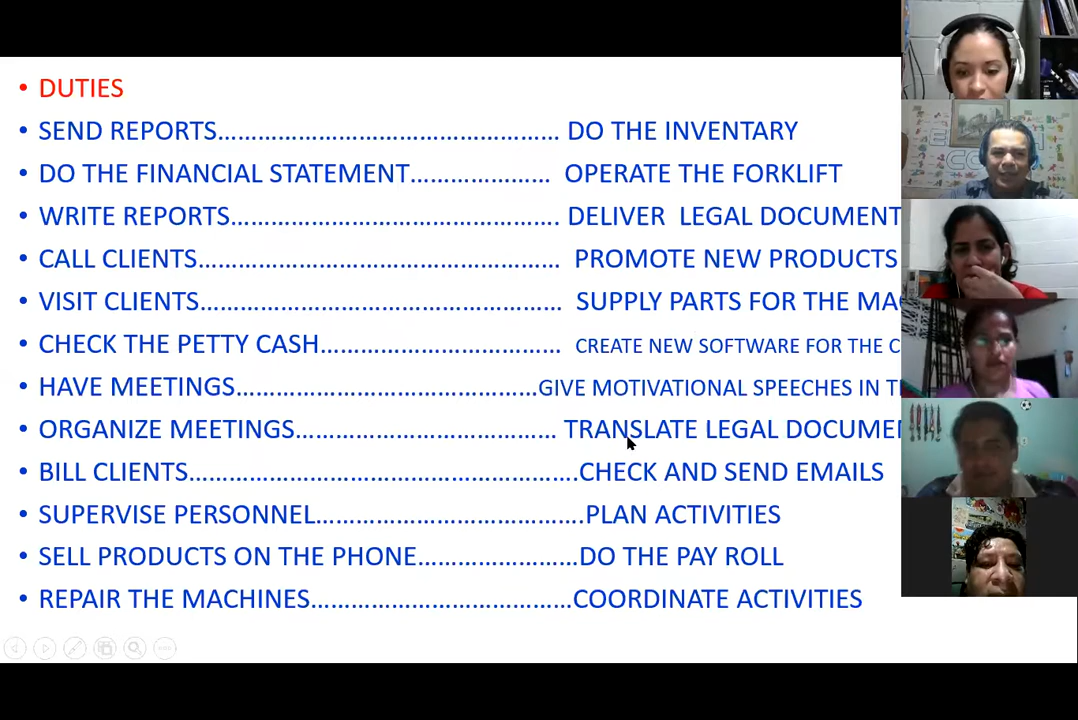 • DUTIES
• SEND REPORTS…………………………………………… DO THE INVENTARY
• DO THE FINANCIAL STATEMENT………………… OPERATE THE FORKLIFT
• WRITE REPORTS………………………………………… DELIVER LEGAL DOCUMENT
• CALL CLIENTS……………………………………………… PROMOTE NEW PRODUCTS
• VISIT CLIENTS……………………………………………… SUPPLY PARTS FOR THE
• CHECK THE PETTY CASH……………………………… CREATE NEW SOFTWARE FOR THE C
• HAVE MEETINGS………………………………………GIVE MOTIVATIONAL SPEECHES IN
• ORGANIZE MEETINGS………………………………… TRANSLATE LEGAL
• BILL CLIENTS………………………………………………….CHECK AND SEND EMAILS
• SUPERVISE PERSONNEL………………………………….PLAN ACTIVITIES
• SELL PRODUCTS ON THE PHONE……………………DO THE PAY ROLL
• REPAIR THE MACHINES…………………………………COORDINATE ACTIVITIES